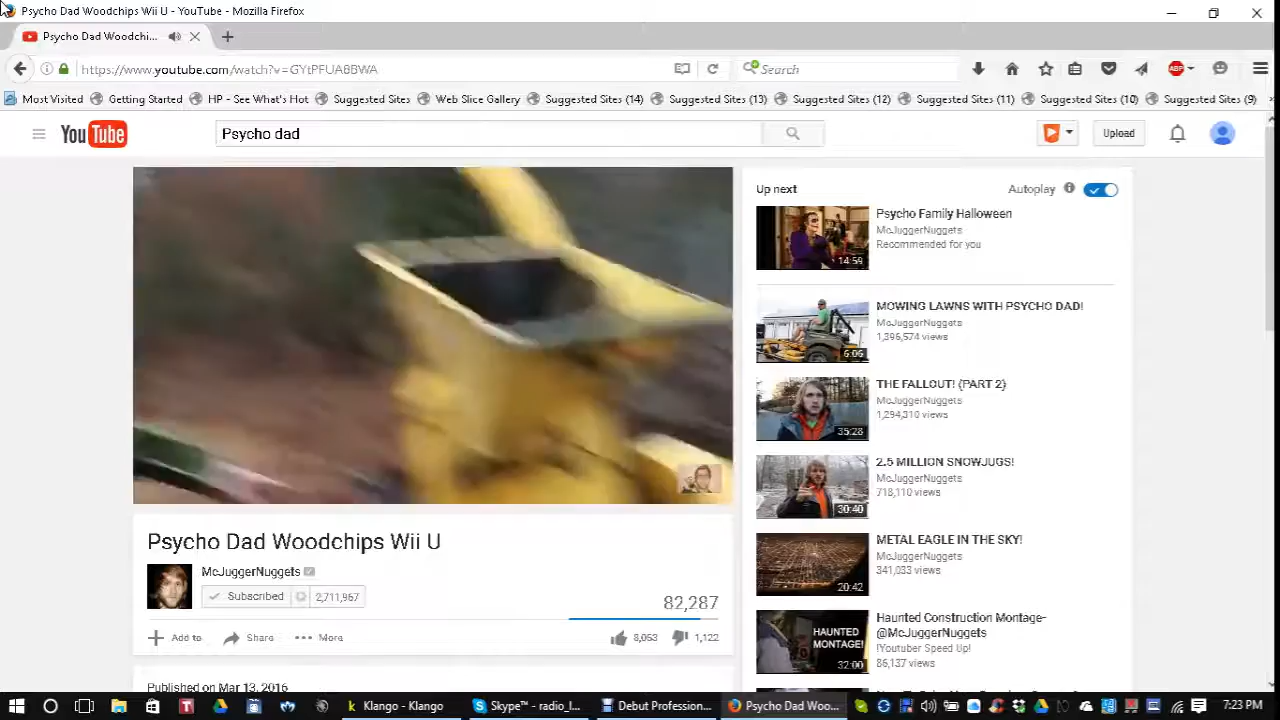 Psycho Dad Woodchips Wii U - YouTube - Mozilla Firefox
Psycho Dad Woodchi...
https://www.youtube.com/watch?v=GYtPFUA8BWA
Search
ABP
Most Visited Getting Started HP - See What's Hot Suggested Sites Web Slice Gallery Suggested Sites (14) Suggested Sites (13) Suggested Sites (12) Suggested Sites (11) Suggested Sites (10) Suggested Sites (9)
YouTube
Psycho dad
Upload
Up next
Autoplay
Psycho Family Halloween
McJuggerNuggets
Recommended for you
14:59
MOWING LAWNS WITH PSYCHO DAD!
McJuggerNuggets
1,396,574 views
6:06
THE FALLOUT! (PART 2)
McJuggerNuggets
1,294,310 views
35:28
2.5 MILLION SNOWJUGS!
McJuggerNuggets
718,110 views
30:40
METAL EAGLE IN THE SKY!
McJuggerNuggets
341,033 views
20:42
Haunted Construction Montage-
@McJuggerNuggets
!Youtuber Speed Up!
86,137 views
HAUNTED
MONTAGE!
32:00
Psycho Dad Woodchips Wii U
McJuggerNuggets
Subscribed 2,711,967
82,287
Add to Share More 8,053 1,122
Published on Mar 13, 2016
Klango - Klango
Skype™ - radio_l...
Debut Profession...
Psycho Dad Woo...
7:23 PM